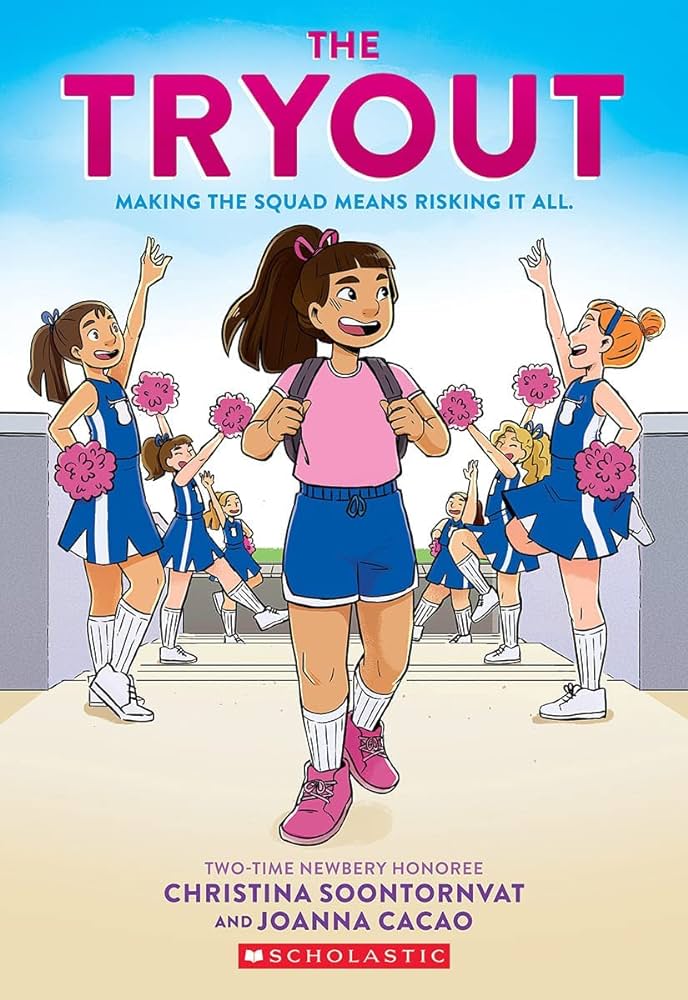 THE
TRYOUT
MAKING THE SQUAD MEANS RISKING IT ALL.
TWO-TIME NEWBERY HONOREE
CHRISTINA SOONTORNVAT
AND JOANNA CACAO
SCHOLASTIC